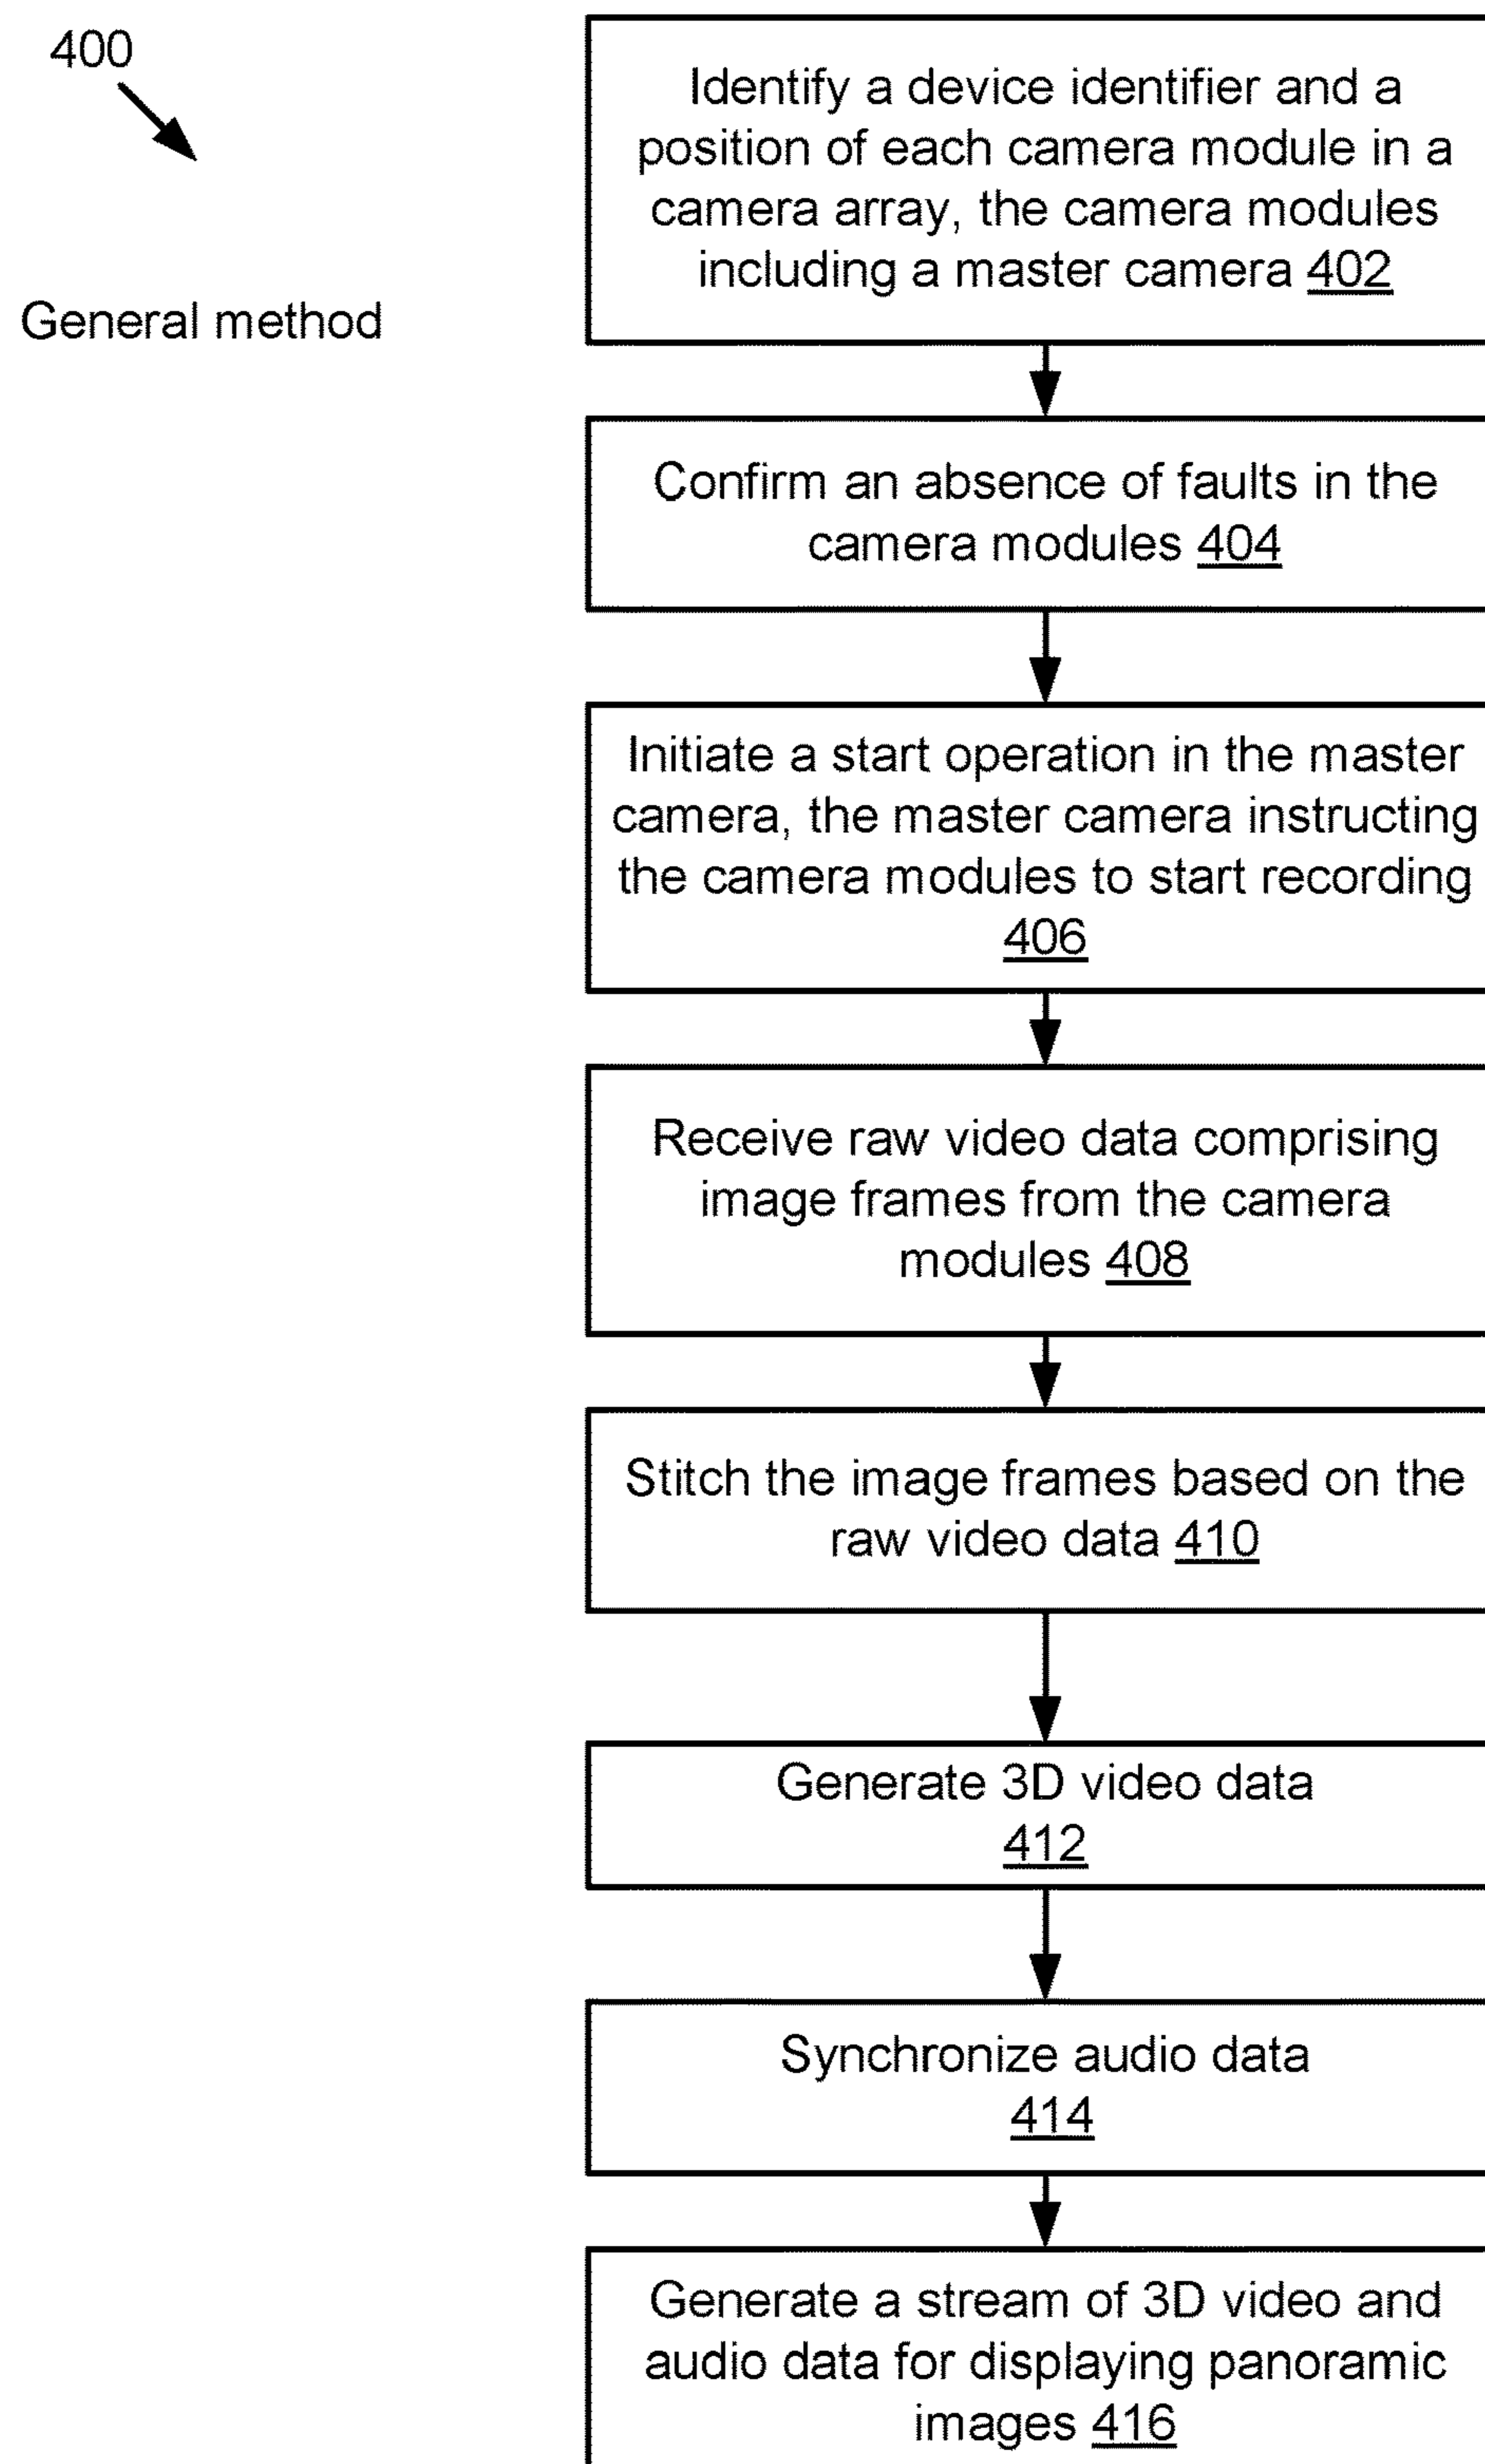 400
General method
Identify a device identifier and a
position of each camera module in a
camera array, the camera modules
including a master camera 402
Confirm an absence of faults in the
camera modules 404
Initiate a start operation in the master
camera, the master camera instructing
the camera modules to start recording
406
Receive raw video data comprising
image frames from the camera
modules 408
Stitch the image frames based on the
raw video data 410
Generate 3D video data
412
Synchronize audio data
414
Generate a stream of 3D video and
audio data for displaying panoramic
images 416